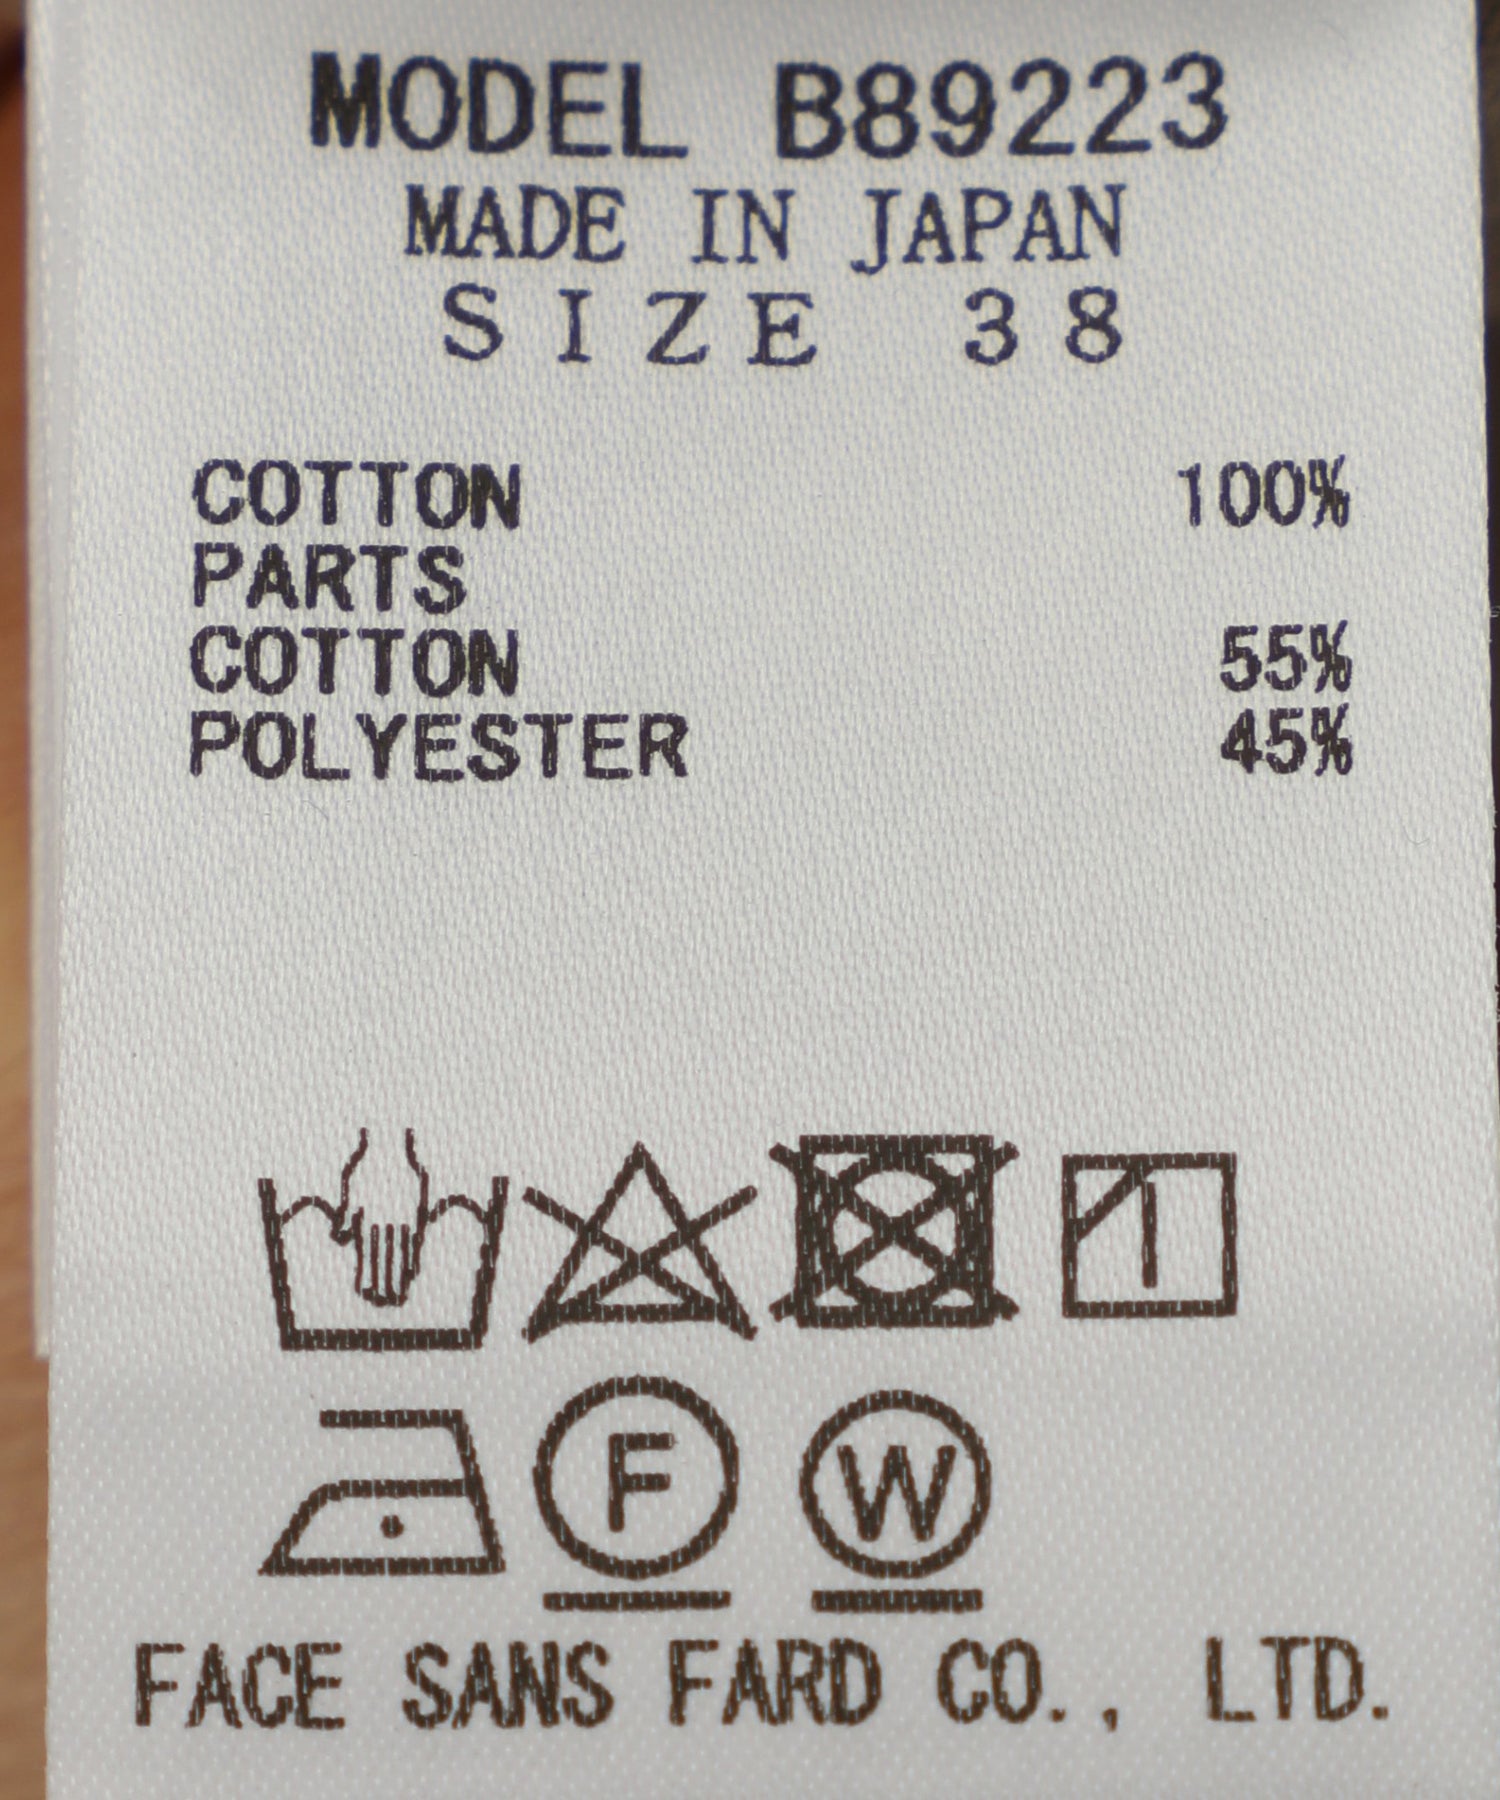 MODEL B89223
MADE IN JAPAN
SIZE 38
COTTON 100%
PARTS
COTTON 55%
POLYESTER 45%
F W
FACE SANS FARD CO., LTD.